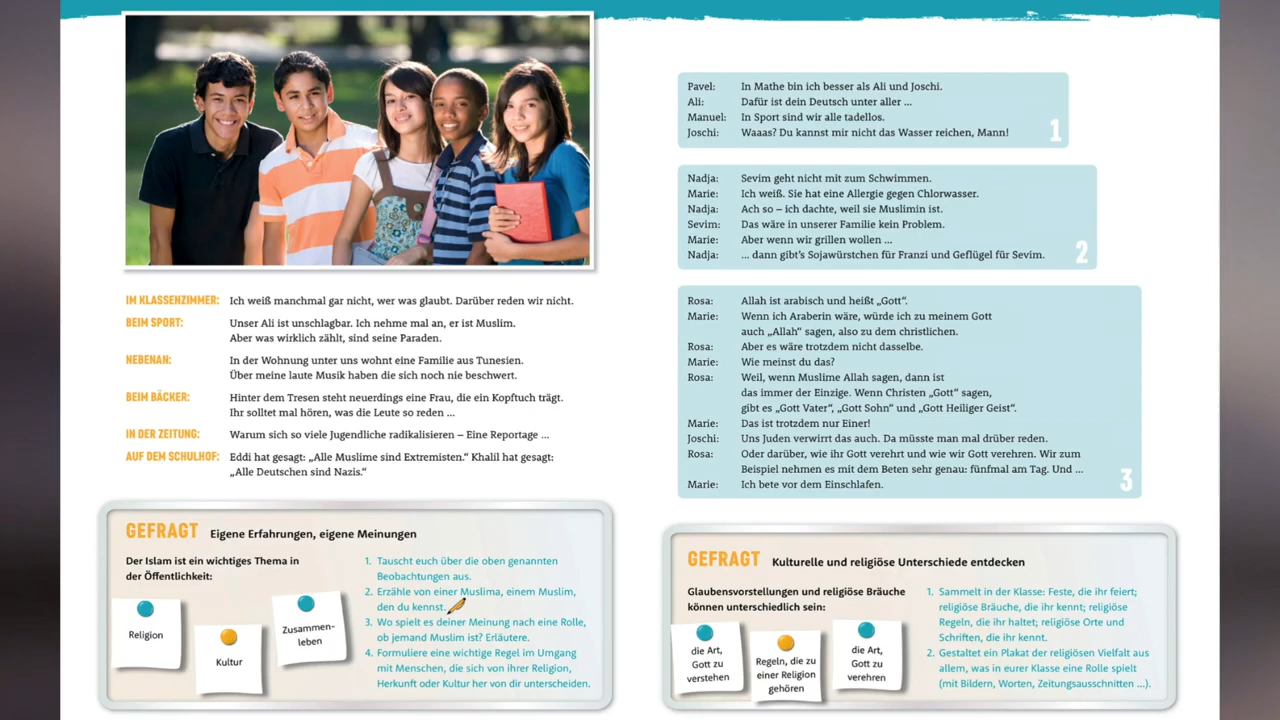 IM KLASSENZIMMER: Ich weiß manchmal gar nicht, wer was glaubt. Darüber reden wir nicht.
BEIM SPORT: Unser Ali ist unschlagbar. Ich nehme mal an, er ist Muslim.
Aber was wirklich zählt, sind seine Paraden.
NEBENAN: In der Wohnung unter uns wohnt eine Familie aus Tunesien.
Über meine laute Musik haben die sich noch nie beschwert.
BEIM BÄCKER: Hinter dem Tresen steht neuerdings eine Frau, die ein Kopftuch trägt.
Ihr solltet mal hören, was die Leute so reden ...
IN DER ZEITUNG: Warum sich so viele Jugendliche radikalisieren – Eine Reportage ...
AUF DEM SCHULHOF: Eddi hat gesagt: „Alle Muslime sind Extremisten.“ Khalil hat gesagt:
„Alle Deutschen sind Nazis.“
GEFRAGT Eigene Erfahrungen, eigene Meinungen
Der Islam ist ein wichtiges Thema in
der Öffentlichkeit:
Religion
Kultur
Zusammen-
leben
1. Tauscht euch über die oben genannten
Beobachtungen aus.
2. Erzähle von einer Muslima, einem Muslim,
den du kennst.
3. Wo spielt es deiner Meinung nach eine Rolle,
ob jemand Muslim ist? Erläutere.
4. Formuliere eine wichtige Regel im Umgang
mit Menschen, die sich von ihrer Religion,
Herkunft oder Kultur her von dir unterscheiden.
Pavel: In Mathe bin ich besser als Ali und Joschi.
Ali: Dafür ist dein Deutsch unter aller ...
Manuel: In Sport sind wir alle tadellos.
Joschi: Waaas? Du kannst mir nicht das Wasser reichen, Mann!
1
Nadja: Sevim geht nicht mit zum Schwimmen.
Marie: Ich weiß. Sie hat eine Allergie gegen Chlorwasser.
Nadja: Ach so – ich dachte, weil sie Muslimin ist.
Sevim: Das wäre in unserer Familie kein Problem.
Marie: Aber wenn wir grillen wollen ...
Nadja: ... dann gibt's Sojawürstchen für Franzi und Geflügel für Sevim.
2
Rosa: Allah ist arabisch und heißt „Gott“.
Marie: Wenn ich Araberin wäre, würde ich zu meinem Gott
auch „Allah“ sagen, also zu dem christlichen.
Rosa: Aber es wäre trotzdem nicht dasselbe.
Marie: Wie meinst du das?
Rosa: Weil, wenn Muslime Allah sagen, dann ist
das immer der Einzige. Wenn Christen „Gott“ sagen,
gibt es „Gott Vater“, „Gott Sohn“ und „Gott Heiliger Geist“.
Marie: Das ist trotzdem nur Einer!
Joschi: Uns Juden verwirrt das auch. Da müsste man mal drüber reden.
Rosa: Oder darüber, wie ihr Gott verehrt und wie wir Gott verehren. Wir zum
Beispiel nehmen es mit dem Beten sehr genau: fünfmal am Tag. Und ...
Marie: Ich bete vor dem Einschlafen.
3
GEFRAGT Kulturelle und religiöse Unterschiede entdecken
Glaubensvorstellungen und religiöse Bräuche
können unterschiedlich sein:
die Art,
Gott zu
verstehen
Regeln, die zu
einer Religion
gehören
die Art,
Gott zu
verehren
1. Sammelt in der Klasse: Feste, die ihr feiert;
religiöse Bräuche, die ihr kennt; religiöse
Regeln, die ihr haltet; religiöse Orte und
Schriften, die ihr kennt.
2. Gestaltet ein Plakat der religiösen Vielfalt aus
allem, was in eurer Klasse eine Rolle spielt
(mit Bildern, Worten, Zeitungsausschnitten ...).